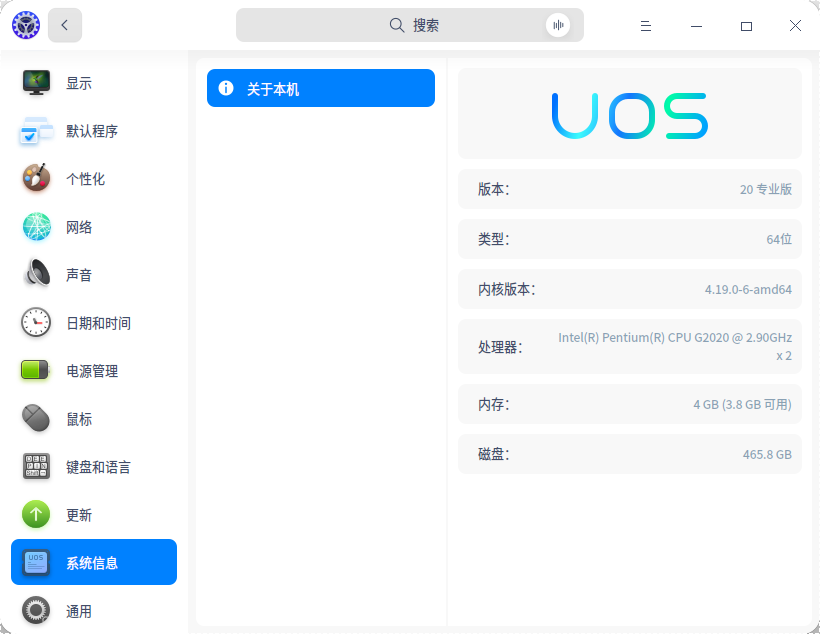 搜索
显示
默认程序
个性化
网络
声音
日期和时间
电源管理
鼠标
键盘和语言
更新
系统信息
通用
关于本机
UOS
版本：
20 专业版
类型：
64位
内核版本：
4.19.0-6-amd64
处理器：
Intel(R) Pentium(R) CPU G2020 @ 2.90GHz
x 2
内存：
4 GB (3.8 GB 可用)
磁盘：
465.8 GB